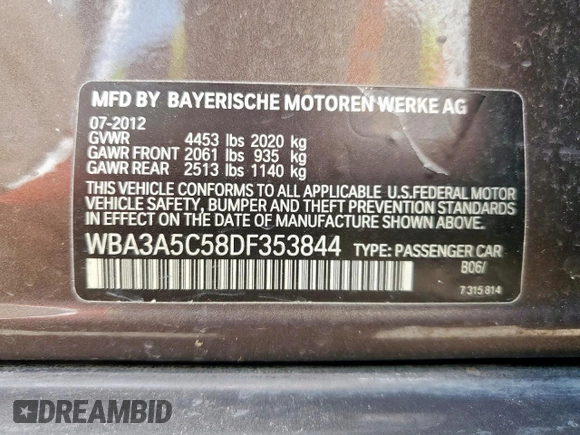 MFD BY BAYERISCHE MOTOREN WERKE AG
07-2012
GVWR 4453 lbs 2020 kg
GAWR FRONT 2061 lbs 935 kg
GAWR REAR 2513 lbs 1140 kg
THIS VEHICLE CONFORMS TO ALL APPLICABLE U.S.FEDERAL MOTOR
VEHICLE SAFETY, BUMPER AND THEFT PREVENTION STANDARDS
IN EFFECT ON THE DATE OF MANUFACTURE SHOWN ABOVE.
WBA3A5C58DF353844 TYPE: PASSENGER CAR
B06/
7 315 814
DREAMBID